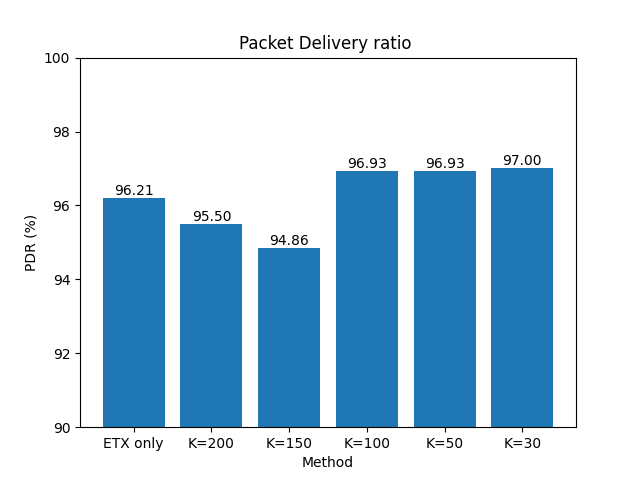 Packet Delivery ratio
100
98
96
94
92
90
PDR (%)
96.21
95.50
94.86
96.93
96.93
97.00
ETX only
K=200
K=150
K=100
K=50
K=30
Method